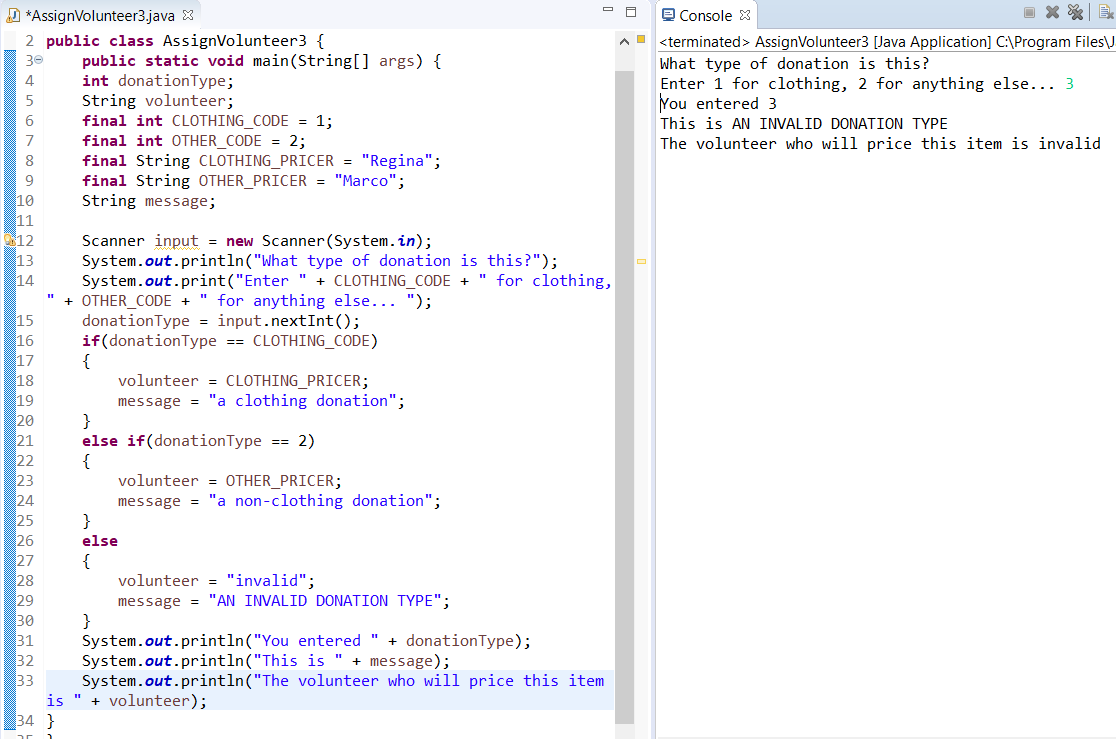 *AssignVolunteer3.java
2 public class AssignVolunteer3 {
3 public static void main(String[] args) {
4 int donationType;
5 String volunteer;
6 final int CLOTHING_CODE = 1;
7 final int OTHER_CODE = 2;
8 final String CLOTHING_PRICER = "Regina";
9 final String OTHER_PRICER = "Marco";
10 String message;
11
12 Scanner input = new Scanner(System.in);
13 System.out.println("What type of donation is this?");
14 System.out.print("Enter " + CLOTHING_CODE + " for clothing,
" + OTHER_CODE + " for anything else... ");
15 donationType = input.nextInt();
16 if(donationType == CLOTHING_CODE)
17 {
18 volunteer = CLOTHING_PRICER;
19 message = "a clothing donation";
20 }
21 else if(donationType == 2)
22 {
23 volunteer = OTHER_PRICER;
24 message = "a non-clothing donation";
25 }
26 else
27 {
28 volunteer = "invalid";
29 message = "AN INVALID DONATION TYPE";
30 }
31 System.out.println("You entered " + donationType);
32 System.out.println("This is " + message);
33 System.out.println("The volunteer who will price this item
is " + volunteer);
34 }
Console
<terminated> AssignVolunteer3 [Java Application] C:\Program Files\J
What type of donation is this?
Enter 1 for clothing, 2 for anything else... 3
You entered 3
This is AN INVALID DONATION TYPE
The volunteer who will price this item is invalid